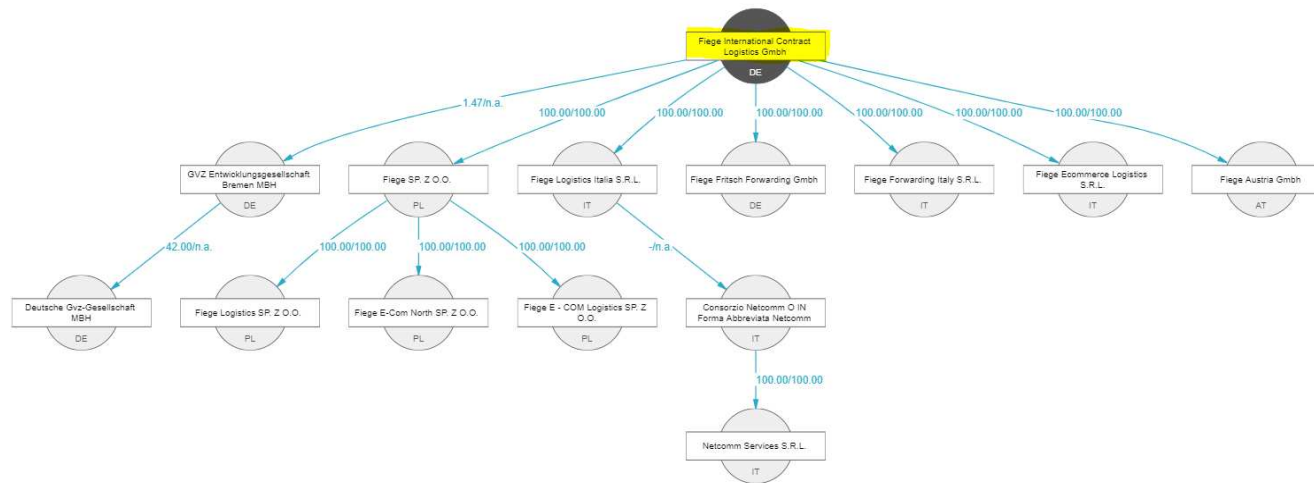 Fiege International Contract
Logistics Gmbh
DE
1.47/n.a.
100.00/100.00
100.00/100.00
100.00/100.00
100.00/100.00
100.00/100.00
100.00/100.00
GVZ Entwicklungsgesellschaft
Bremen MBH
DE
Fiege SP. Z O.O.
PL
Fiege Logistics Italia S.R.L.
IT
Fiege Fritsch Forwarding Gmbh
DE
Fiege Forwarding Italy S.R.L.
IT
Fiege Ecommerce Logistics
S.R.L.
IT
Fiege Austria Gmbh
AT
42.00/n.a.
100.00/100.00
100.00/100.00
100.00/100.00
-/n.a.
Deutsche Gvz-Gesellschaft
MBH
DE
Fiege Logistics SP. Z O.O.
PL
Fiege E-Com North SP. Z O.O.
PL
Fiege E - COM Logistics SP. Z
O.O.
PL
Consorzio Netcomm O IN
Forma Abbreviata Netcomm
IT
100.00/100.00
Netcomm Services S.R.L.
IT